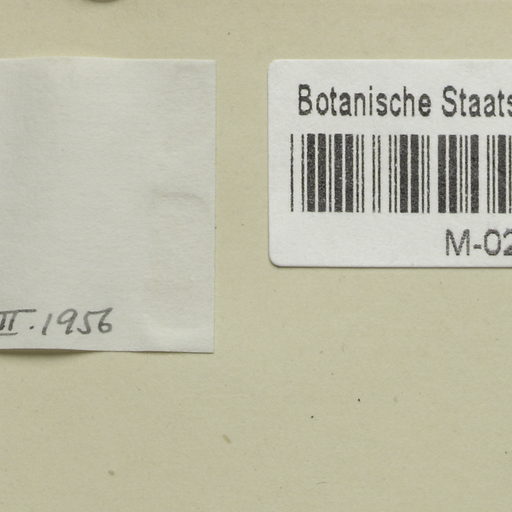 Botanische Staats
M-02
II.1956